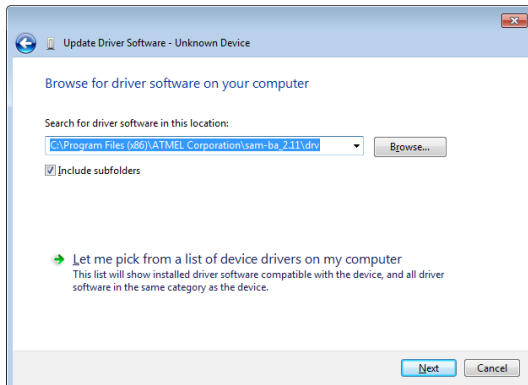 Update Driver Software - Unknown Device
Browse for driver software on your computer
Search for driver software in this location:
C:\Program Files (x86)\ATMEL Corporation\sam-ba_2.11\drv
Browse...
Include subfolders
Let me pick from a list of device drivers on my computer
This list will show installed driver software compatible with the device, and all driver
software in the same category as the device.
Next
Cancel